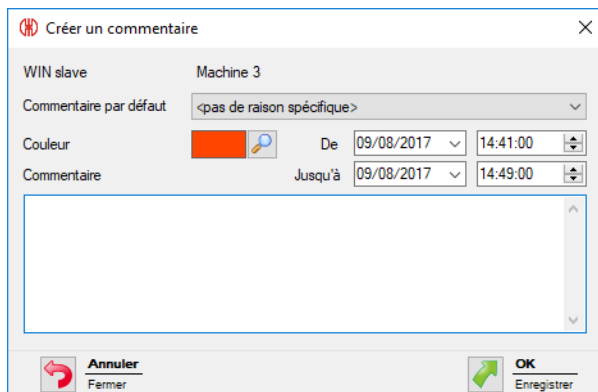 Créer un commentaire
WIN slave Machine 3
Commentaire par défaut <pas de raison spécifique>
Couleur De 09/08/2017 14:41:00
Commentaire Jusqu'à 09/08/2017 14:49:00
Annuler OK
Fermer Enregistrer